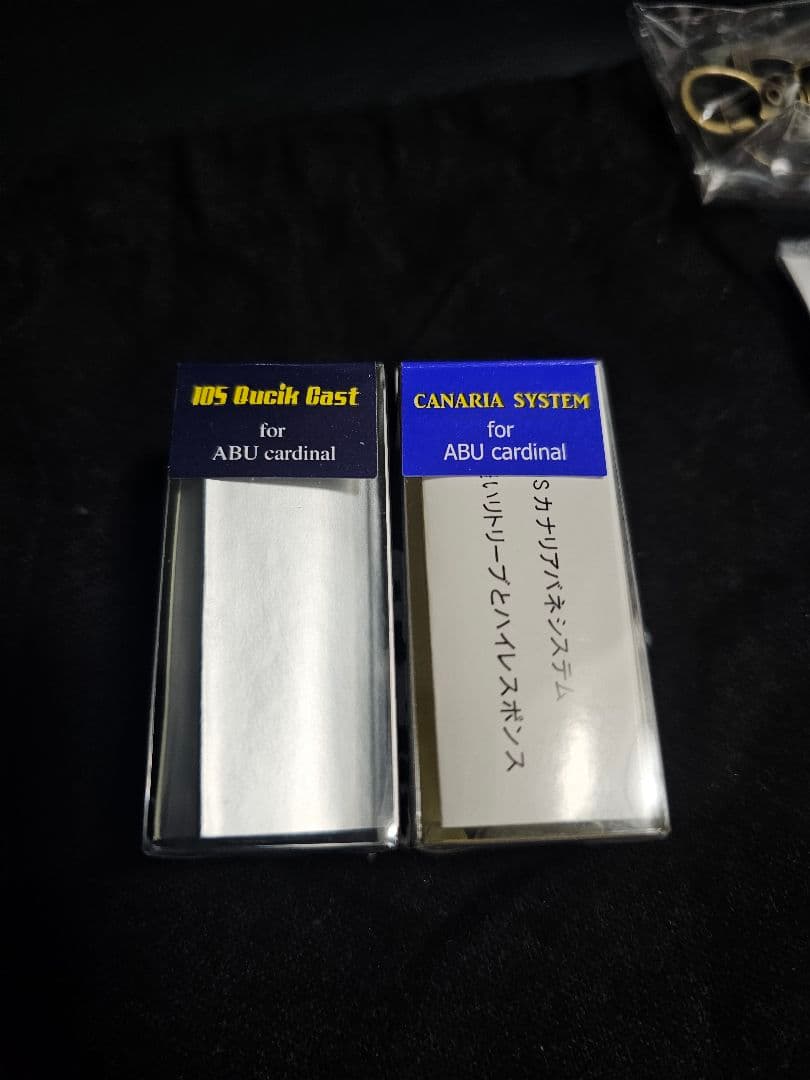 105 Qucik Cast
for
ABU cardinal
CANARIA SYSTEM
for
ABU cardinal
Sカナリアバネシステム
いリトリーブとハイレスポンス